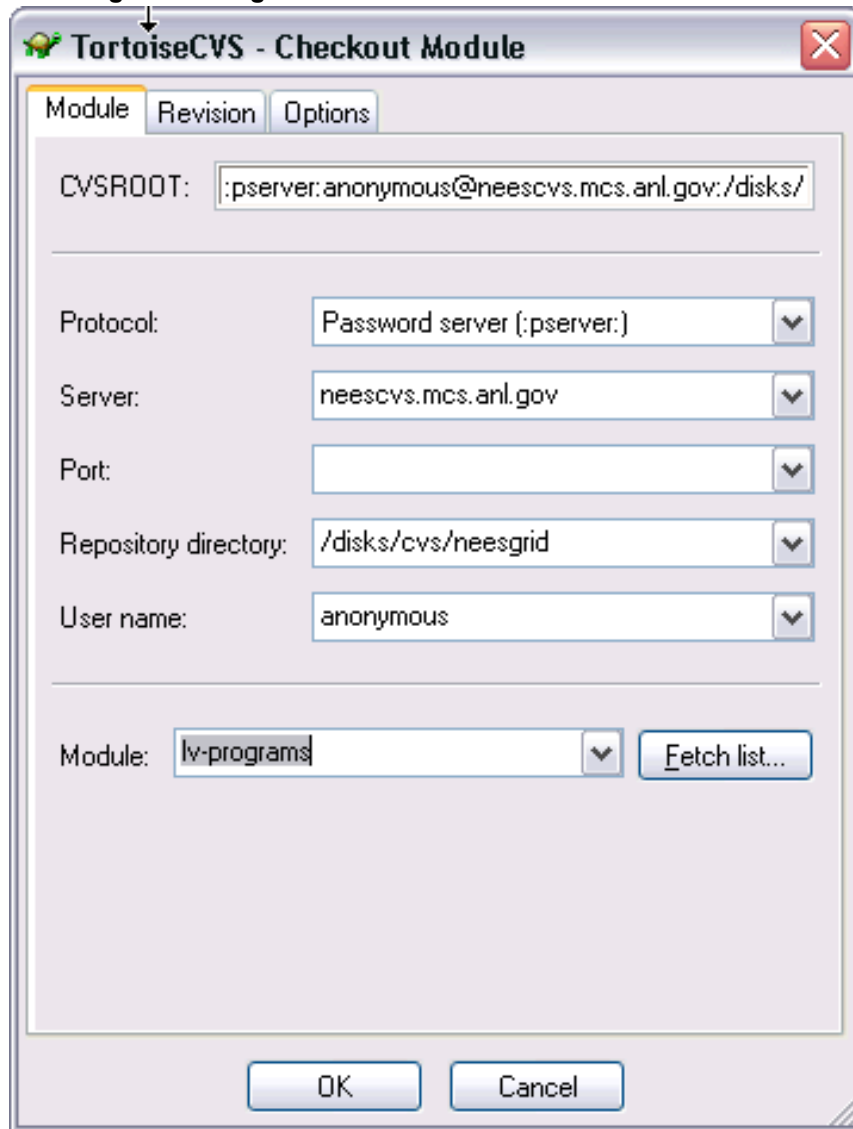 TortoiseCVS - Checkout Module
Module Revision Options
CVSROOT: :pserver:anonymous@neescvs.mcs.anl.gov:/disks/
Protocol: Password server (:pserver:)
Server: neescvs.mcs.anl.gov
Port:
Repository directory: /disks/cvs/neesgrid
User name: anonymous
Module: lv-programs Fetch list...
OK Cancel